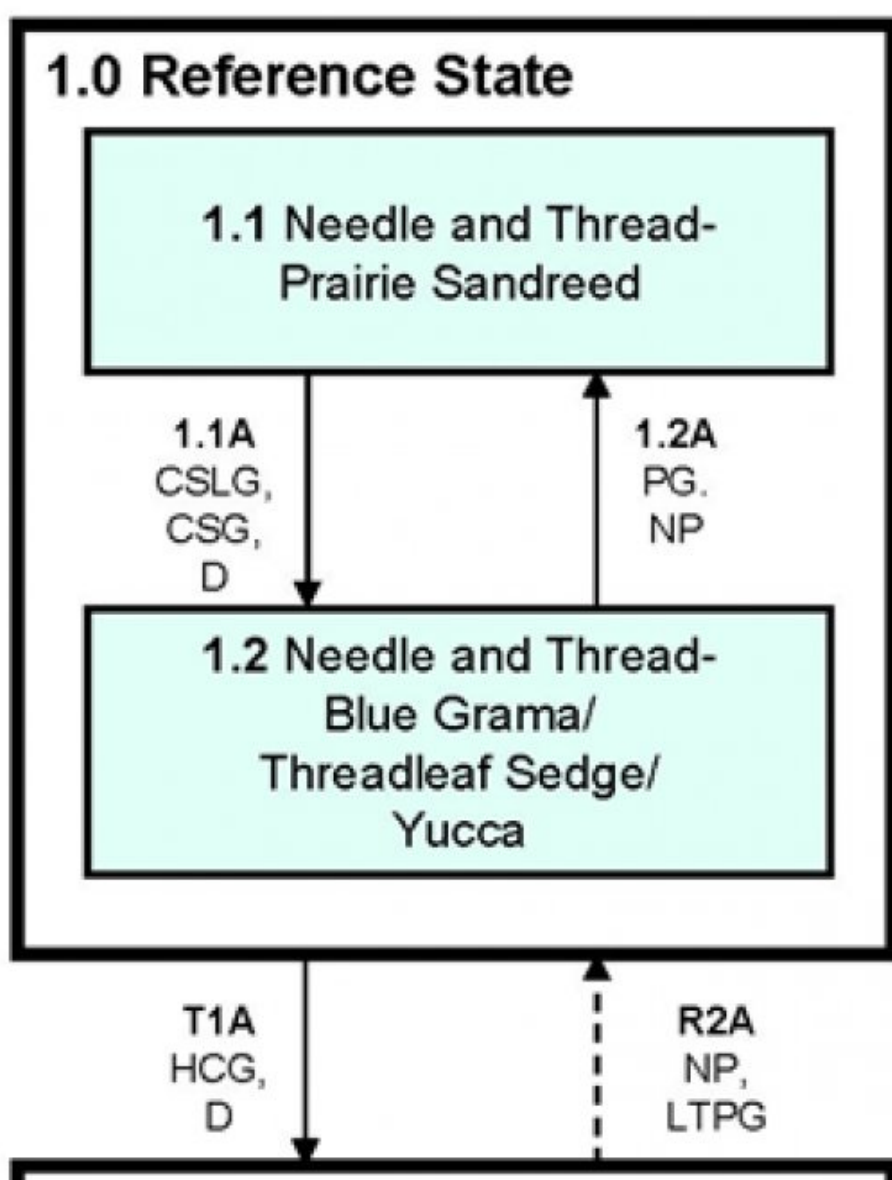 1.0 Reference State
1.1 Needle and Thread-
Prairie Sandreed
1.1A
CSLG,
CSG,
D
1.2A
PG.
NP
1.2 Needle and Thread-
Blue Grama/
Threadleaf Sedge/
Yucca
T1A
HCG,
D
R2A
NP,
LTPG